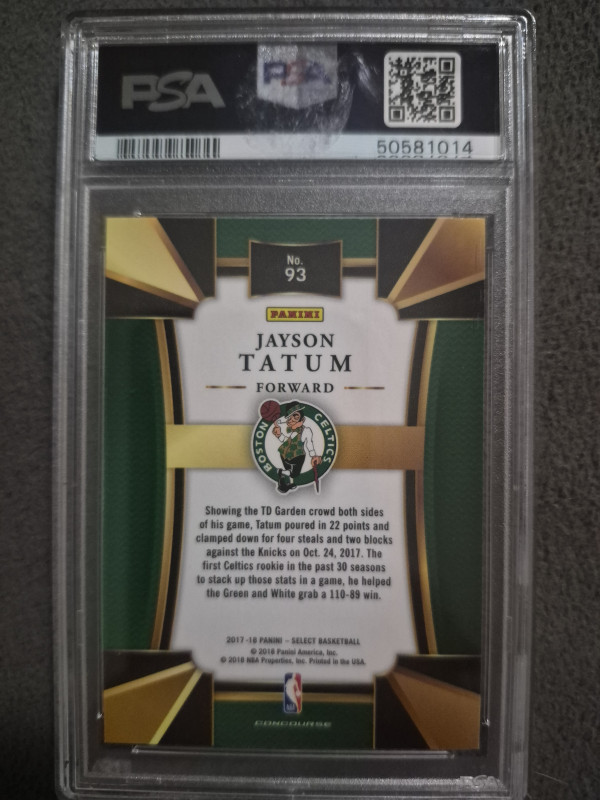 PSA
PSA
50581014
No.
93
PANINI
JAYSON
TATUM
FORWARD
BOSTON CELTICS
Showing the TD Garden crowd both sides
of his game, Tatum poured in 22 points and
clamped down for four steals and two blocks
against the Knicks on Oct. 24, 2017. The
first Celtics rookie in the past 30 seasons
to stack up those stats in a game, he helped
the Green and White grab a 110-89 win.
2017-18 PANINI – SELECT BASKETBALL
© 2018 Panini America, Inc.
© 2018 NBA Properties, Inc. Printed in the USA.
CONCOURSE